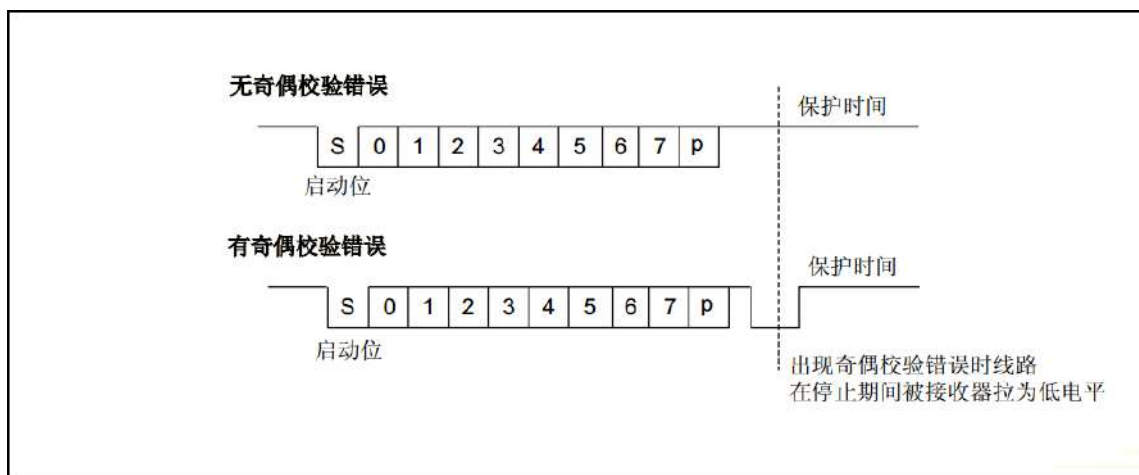 无奇偶校验错误
保护时间
S 0 1 2 3 4 5 6 7 p
启动位
有奇偶校验错误
保护时间
S 0 1 2 3 4 5 6 7 p
启动位
出现奇偶校验错误时线路
在停止期间被接收器拉为低电平